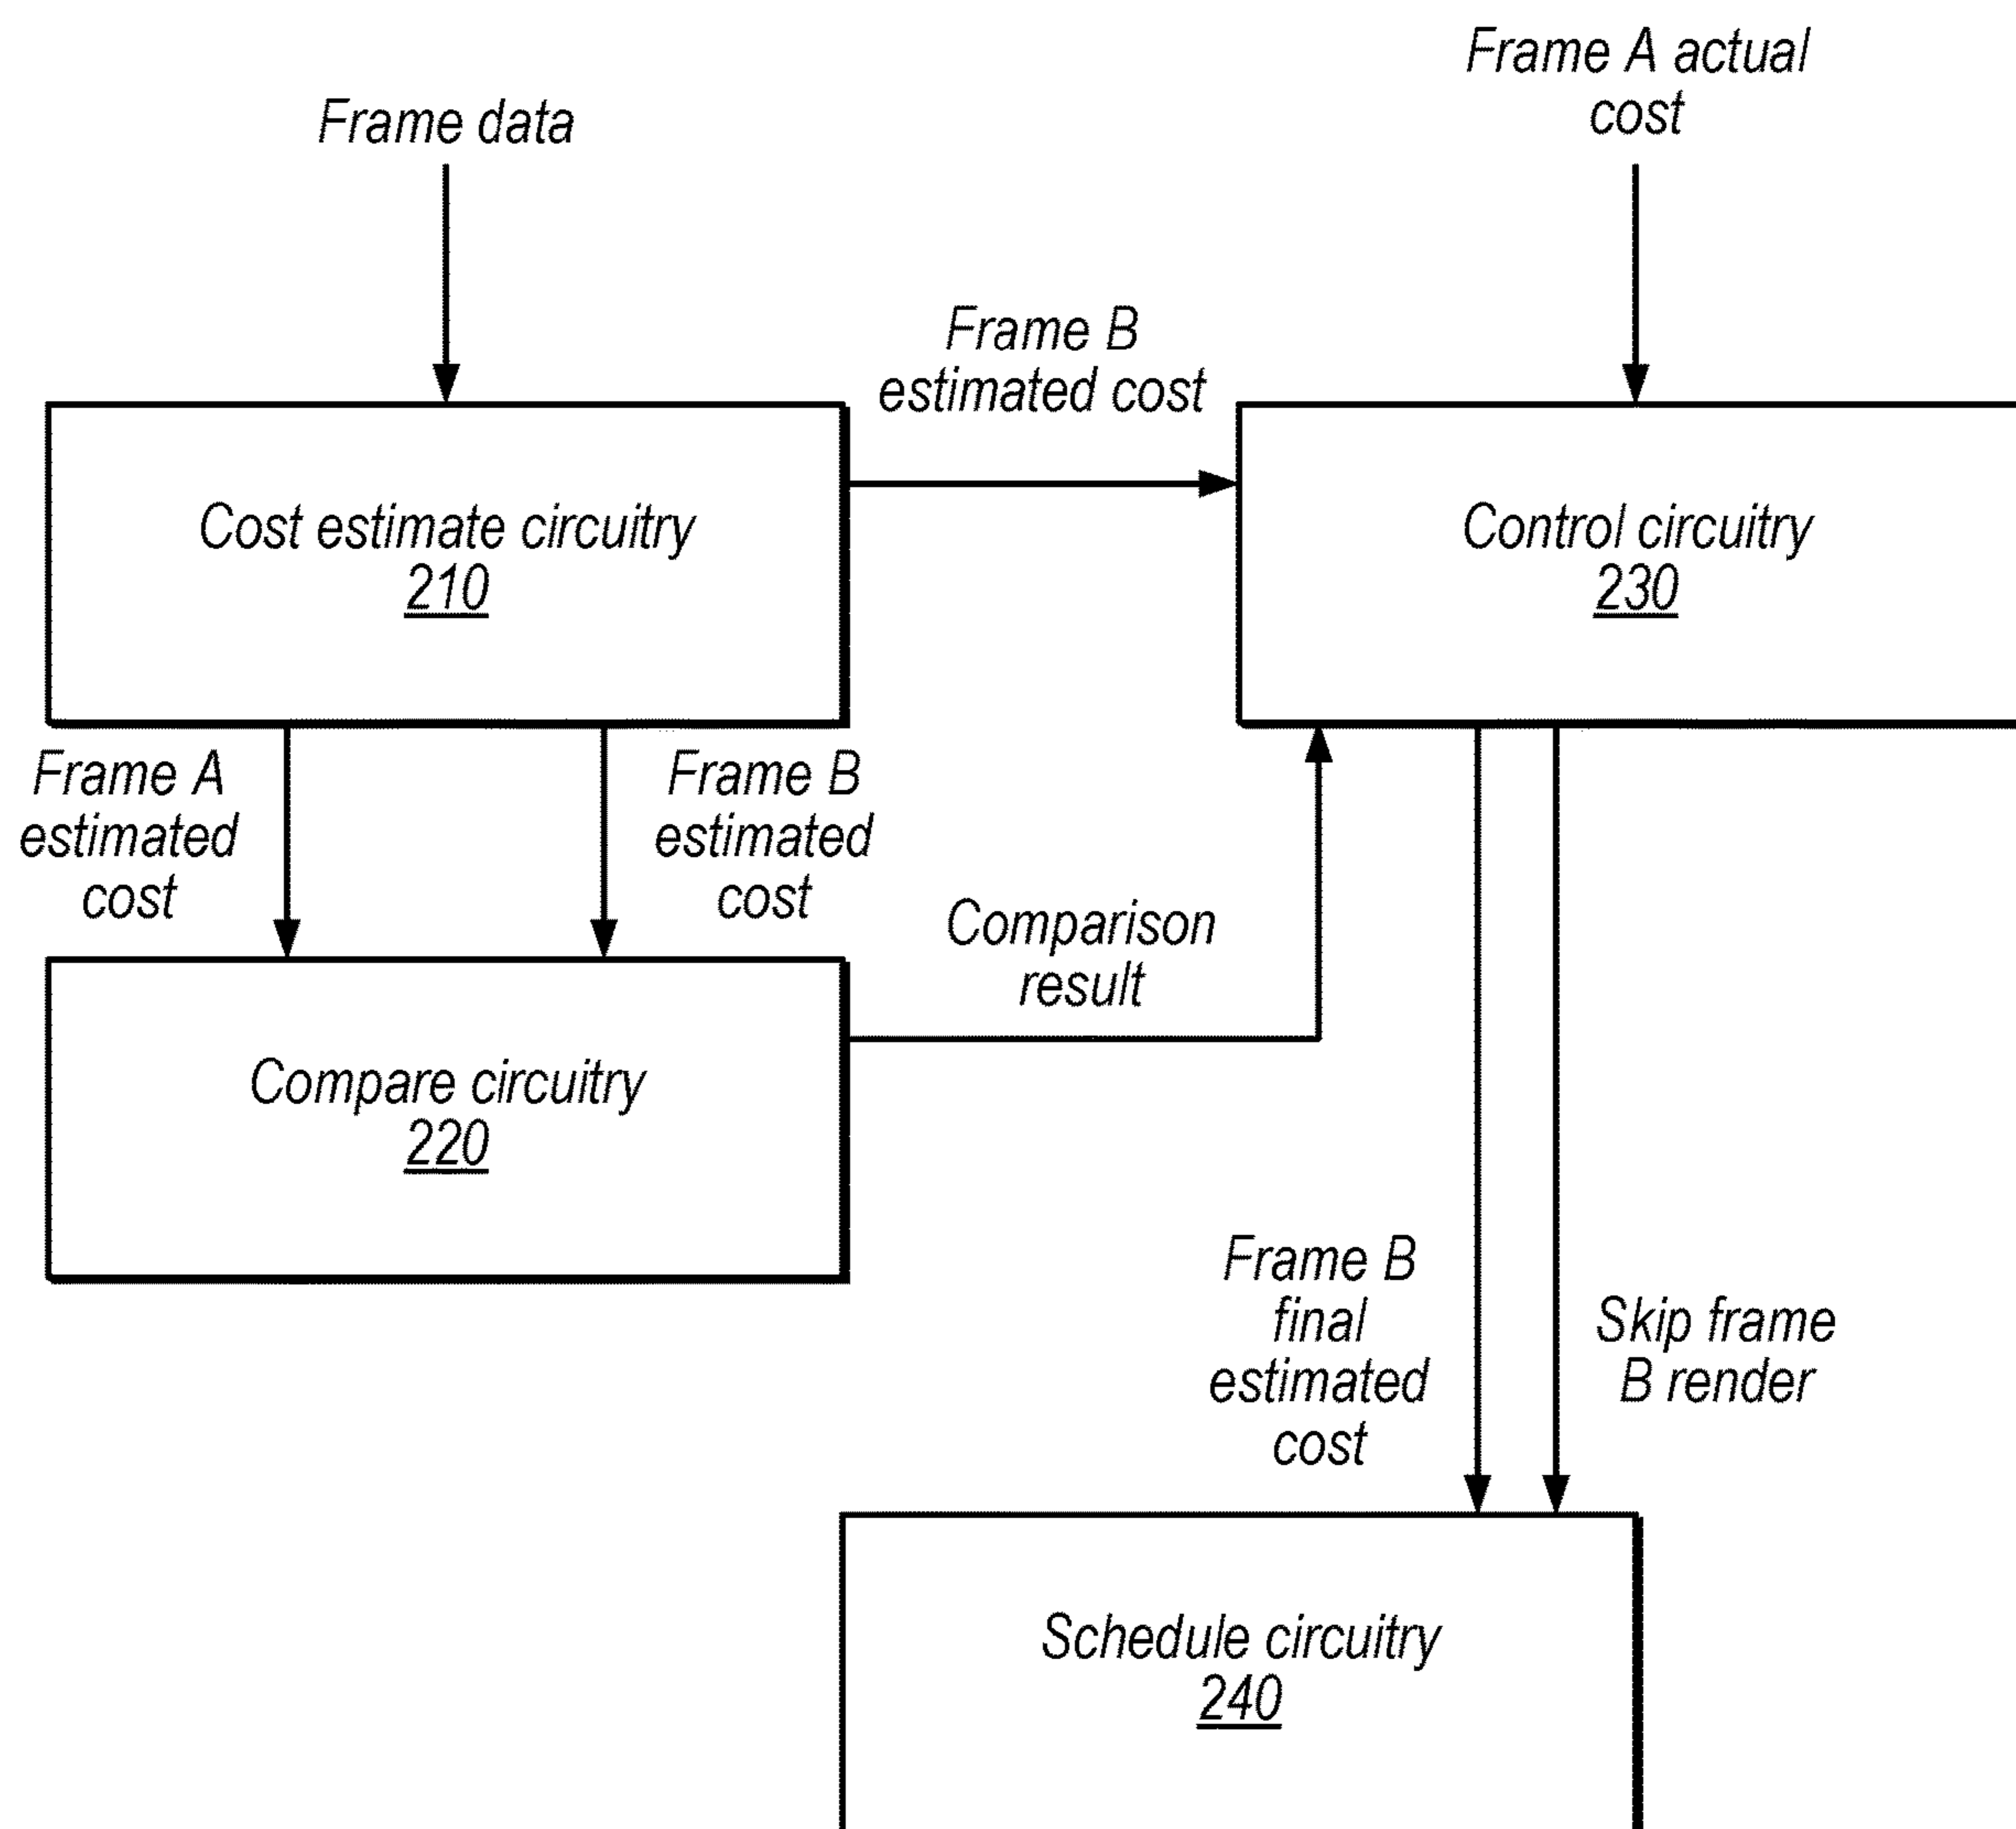 Frame A actual
cost
Frame data
Frame B
estimated cost
Cost estimate circuitry
210
Control circuitry
230
Frame A
estimated
cost
Frame B
estimated
cost
Comparison
result
Compare circuitry
220
Frame B
final
estimated
cost
Skip frame
B render
Schedule circuitry
240